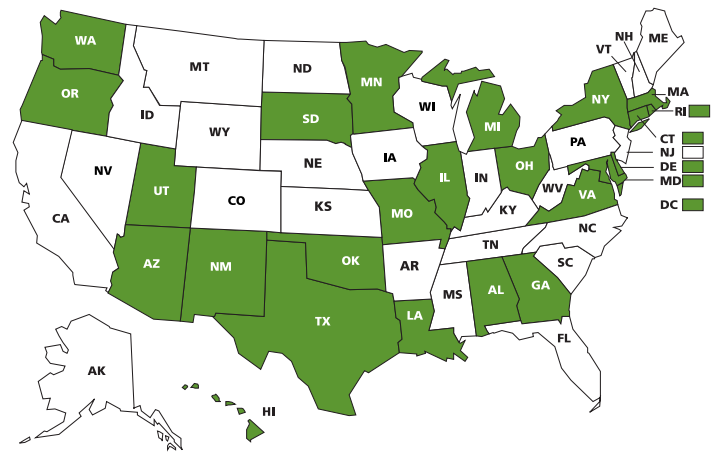 WA
MT
ND
MN
VT
NH
ME
OR
ID
WY
SD
WI
MI
NY
MA
RI
CT
NJ
DE
MD
DC
NV
UT
CO
NE
IA
IL
IN
OH
PA
WV
VA
CA
KS
MO
KY
NC
TN
SC
AZ
NM
OK
AR
MS
AL
GA
TX
LA
FL
AK
HI